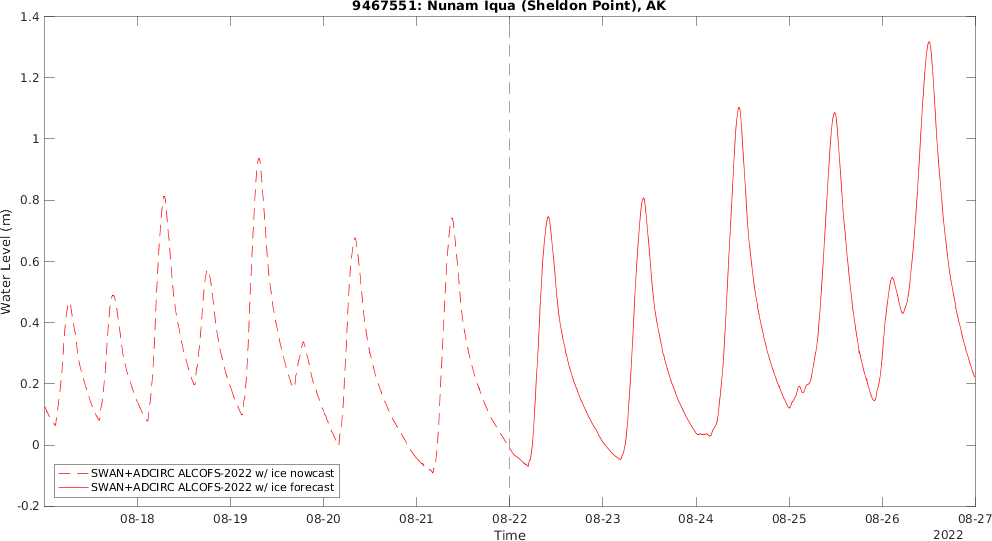 9467551: Nunam Iqua (Sheldon Point), AK
1.4
1.2
1
0.8
0.6
0.4
0.2
0
-0.2
Water Level (m)
SWAN+ADCIRC ALCOFS-2022 w/ ice nowcast
SWAN+ADCIRC ALCOFS-2022 w/ ice forecast
08-18 08-19 08-20 08-21 08-22 08-23 08-24 08-25 08-26 08-27
Time
2022